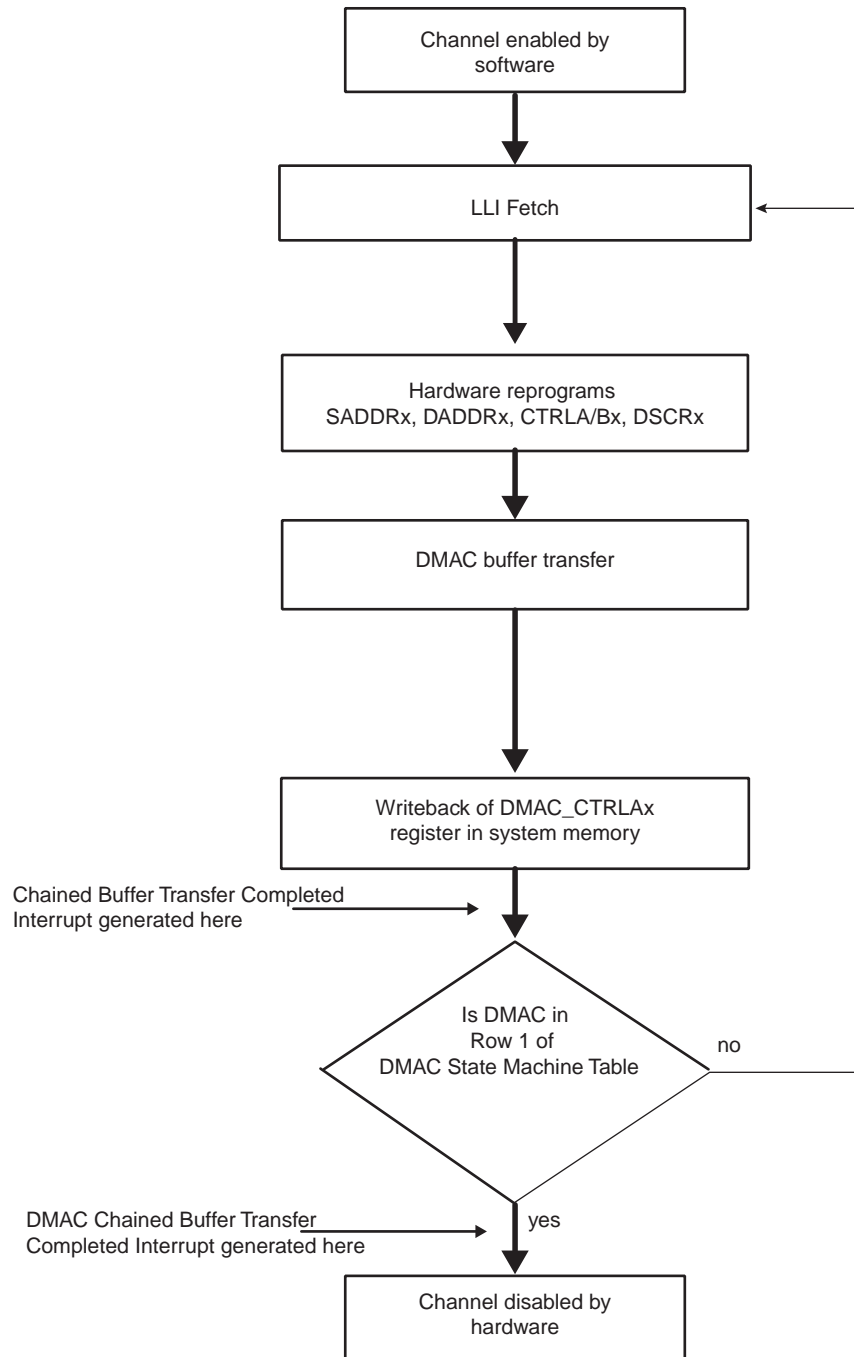 Channel enabled by
software
LLI Fetch
Hardware reprograms
SADDRx, DADDRx, CTRLA/Bx, DSCRx
DMAC buffer transfer
Writeback of DMAC_CTRLAx
register in system memory
Chained Buffer Transfer Completed
Interrupt generated here
Is DMAC in
Row 1 of
DMAC State Machine Table
no
yes
DMAC Chained Buffer Transfer
Completed Interrupt generated here
Channel disabled by
hardware